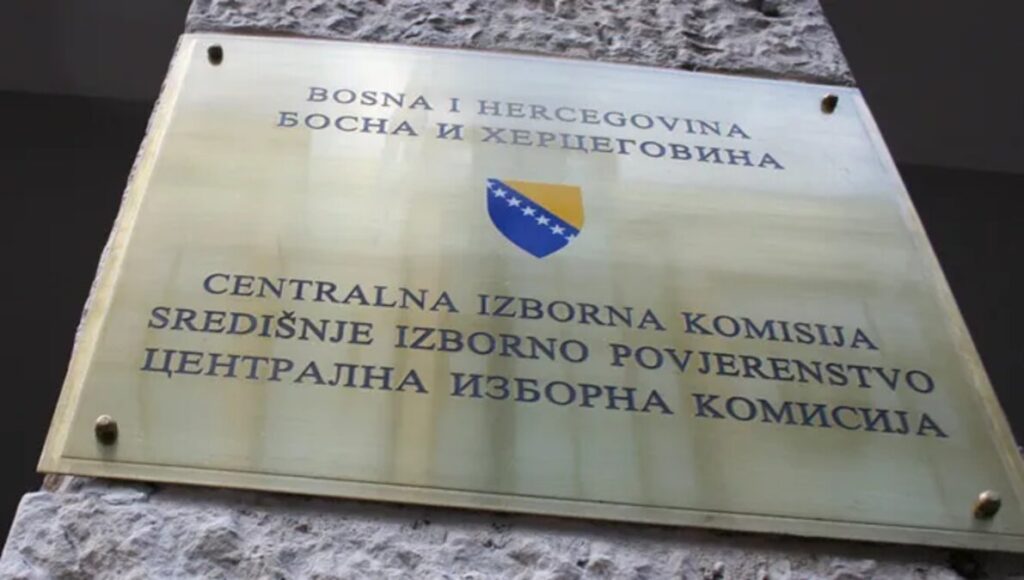 BOSNA I HERCEGOVINA
БОСНА И ХЕРЦЕГОВИНА
CENTRALNA IZBORNA KOMISIJA
SREDIŠNJE IZBORNO POVJERENSTVO
ЦЕНТРАЛНА ИЗБОРНА КОМИСИЈА